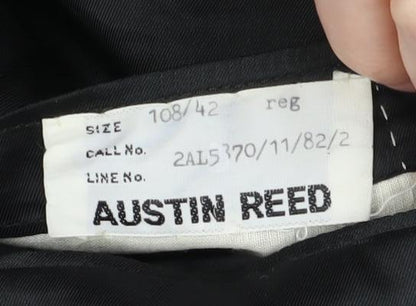 SIZE 108/42 reg
CALL No. 2AL5370/11/82/2
LINE No.
AUSTIN REED